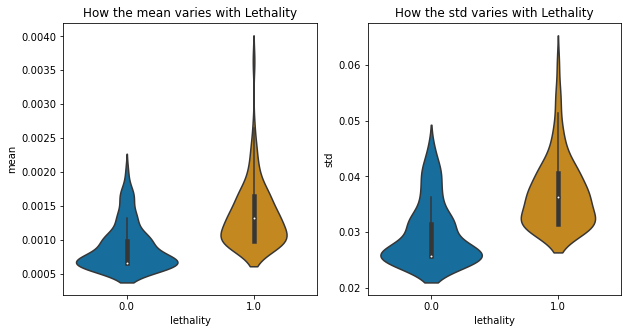 How the mean varies with Lethality
mean
0.0040
0.0035
0.0030
0.0025
0.0020
0.0015
0.0010
0.0005
0.0 1.0
lethality
How the std varies with Lethality
std
0.06
0.05
0.04
0.03
0.02
0.0 1.0
lethality